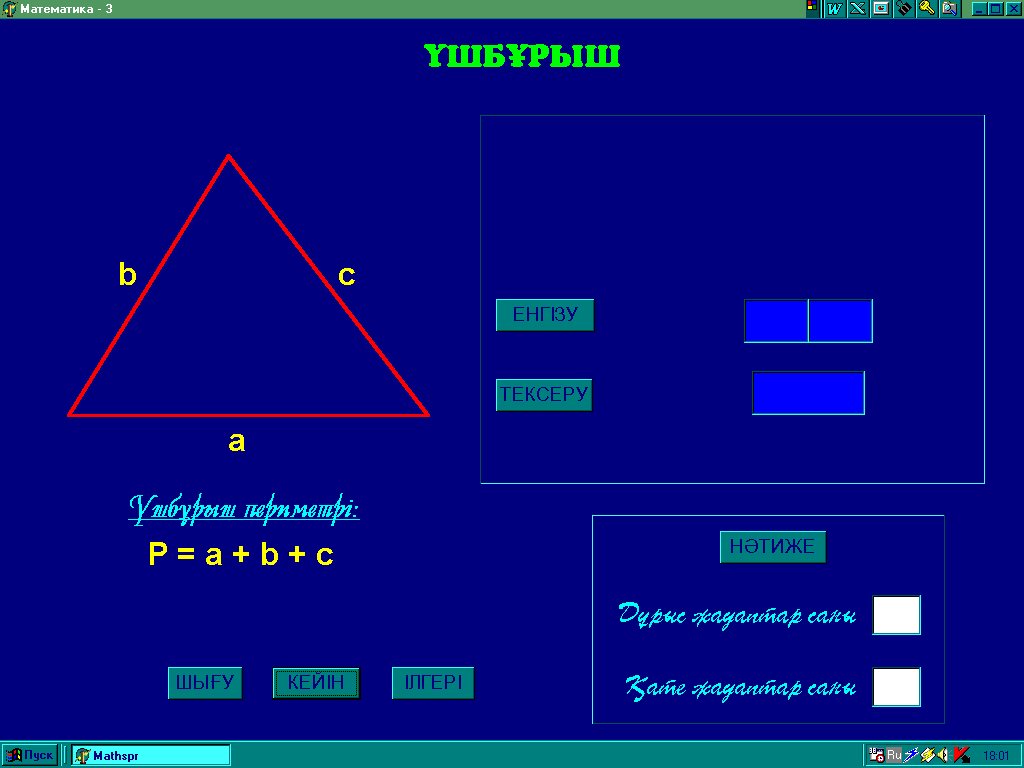 Математика - 3
ҮШБҰРЫШ
b
c
a
ЕНГІЗУ
ТЕКСЕРУ
Үшбұрыш периметрі:
P = a + b + c
НӘТИЖЕ
Дұрыс жауаптар саны
Қате жауаптар саны
ШЫҒУ
КЕЙІН
ІЛГЕРІ
Пуск
Mathspr
Ru
18:01